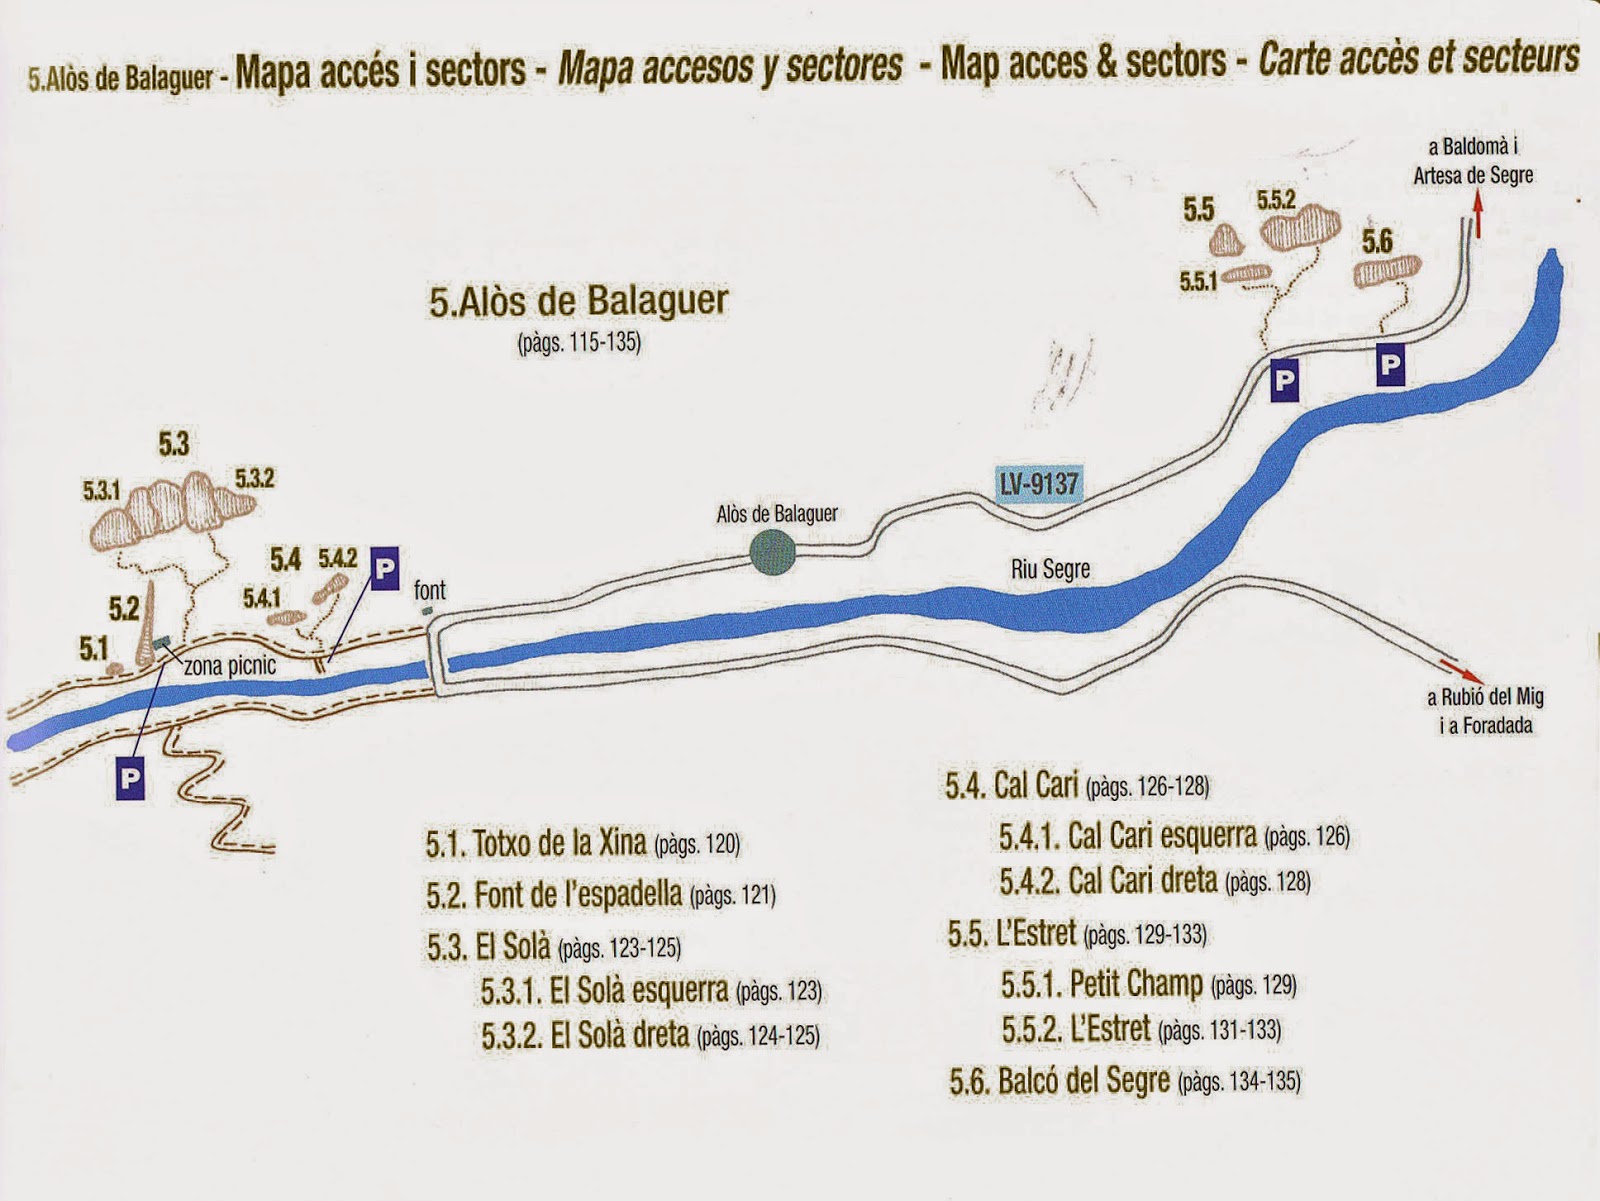 5.Alòs de Balaguer - Mapa accés i sectors - Mapa accesos y sectores - Map acces & sectors - Carte accès et secteurs
a Baldomà i
Artesa de Segre
5.5
5.5.2
5.6
5.5.1
5.Alòs de Balaguer
(pàgs. 115-135)
P
P
5.3
5.3.1
5.3.2
LV-9137
Alòs de Balaguer
5.4
5.4.2
P
Riu Segre
font
5.4.1
5.2
5.1
zona picnic
a Rubió del Mig
i a Foradada
P
5.1. Totxo de la Xina (pàgs. 120)
5.2. Font de l'espadella (pàgs. 121)
5.3. El Solà (pàgs. 123-125)
5.3.1. El Solà esquerra (pàgs. 123)
5.3.2. El Solà dreta (pàgs. 124-125)
5.4. Cal Cari (pàgs. 126-128)
5.4.1. Cal Cari esquerra (pàgs. 126)
5.4.2. Cal Cari dreta (pàgs. 128)
5.5. L'Estret (pàgs. 129-133)
5.5.1. Petit Champ (pàgs. 129)
5.5.2. L'Estret (pàgs. 131-133)
5.6. Balcó del Segre (pàgs. 134-135)